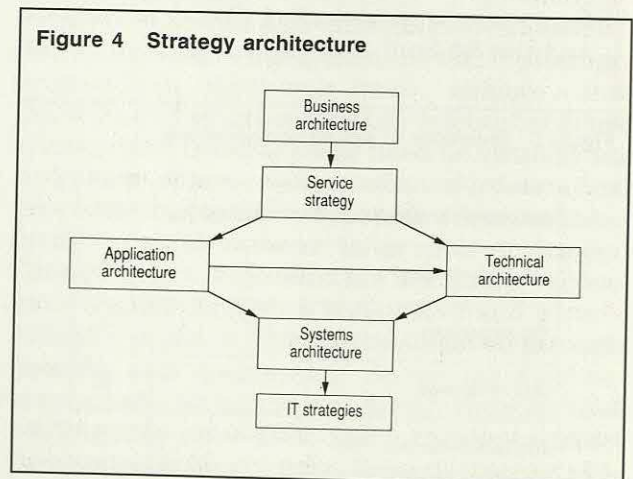 Figure 4 Strategy architecture
Business
architecture
Service
strategy
Application
architecture
Technical
architecture
Systems
architecture
IT strategies